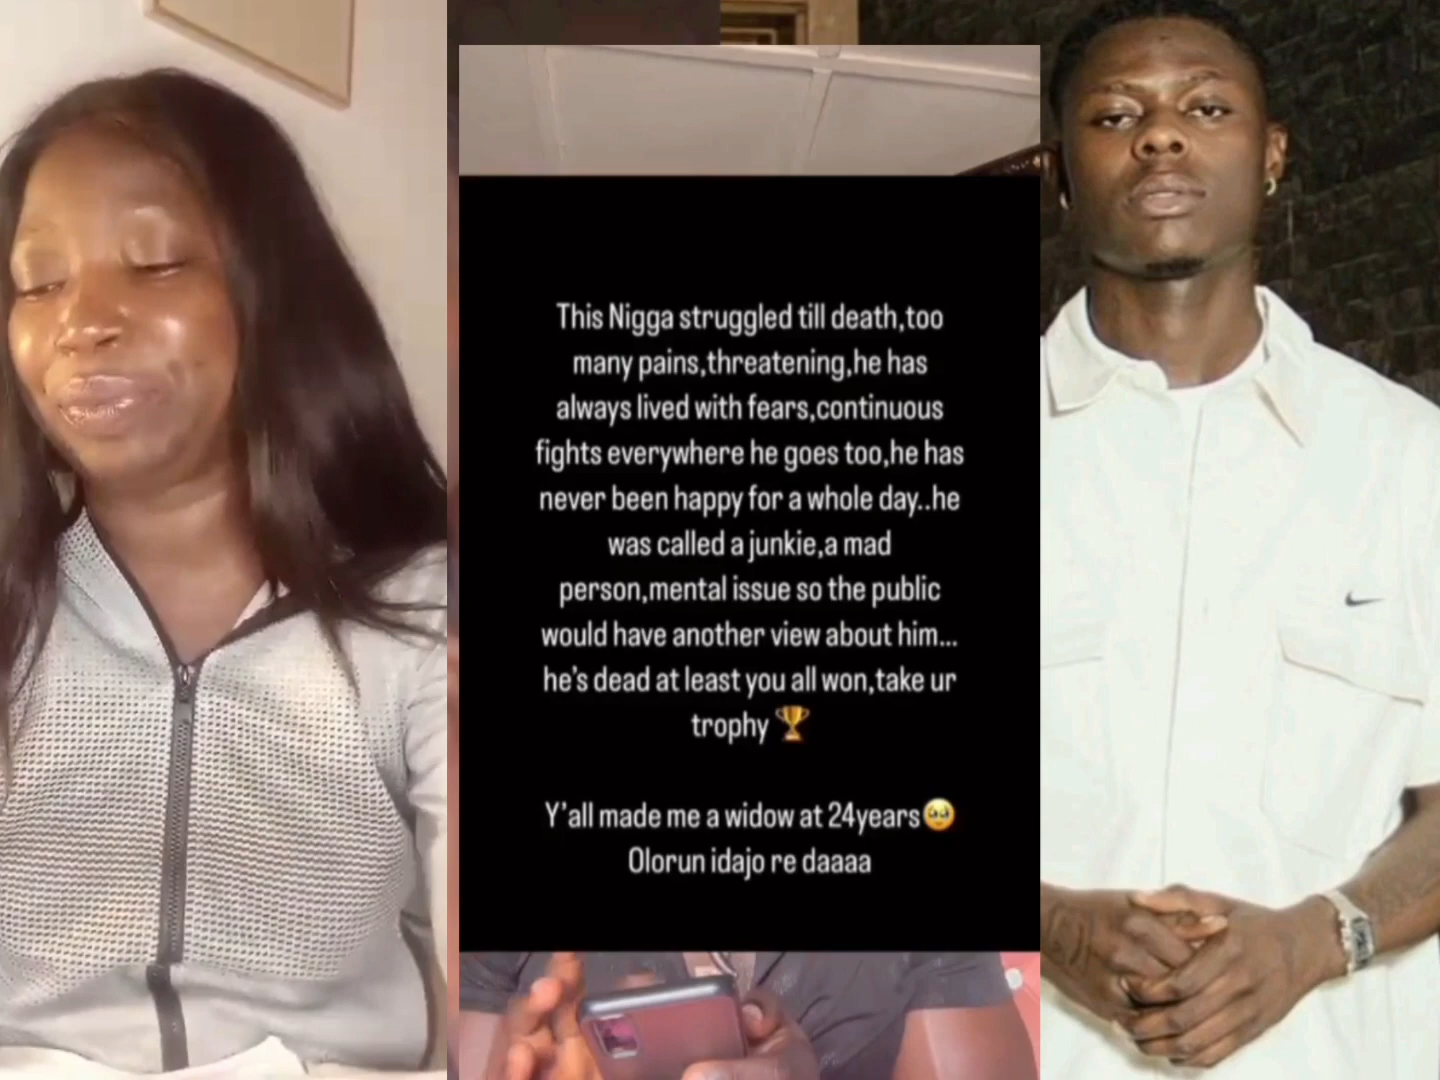 This Nigga struggled till death,too
many pains,threatening,he has
always lived with fears,continuous
fights everywhere he goes too,he has
never been happy for a whole day..he
was called a junkie,a mad
person,mental issue so the public
would have another view about him...
he's dead at least you all won,take ur
trophy 🏆
Y'all made me a widow at 24years🥹
Olorun idajo re daaaa